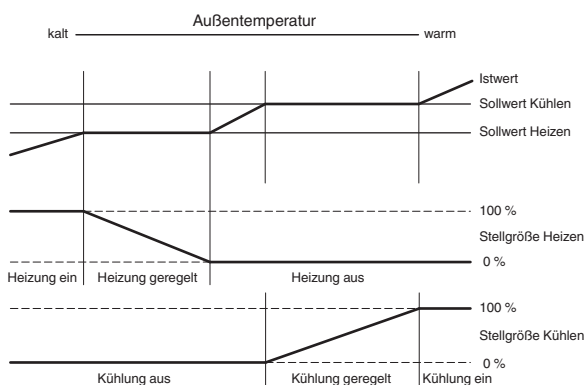 Außentemperatur
kalt
warm
Istwert
Sollwert Kühlen
Sollwert Heizen
100 %
Stellgröße Heizen
0 %
Heizung ein
Heizung geregelt
Heizung aus
100 %
Stellgröße Kühlen
0 %
Kühlung aus
Kühlung geregelt
Kühlung ein